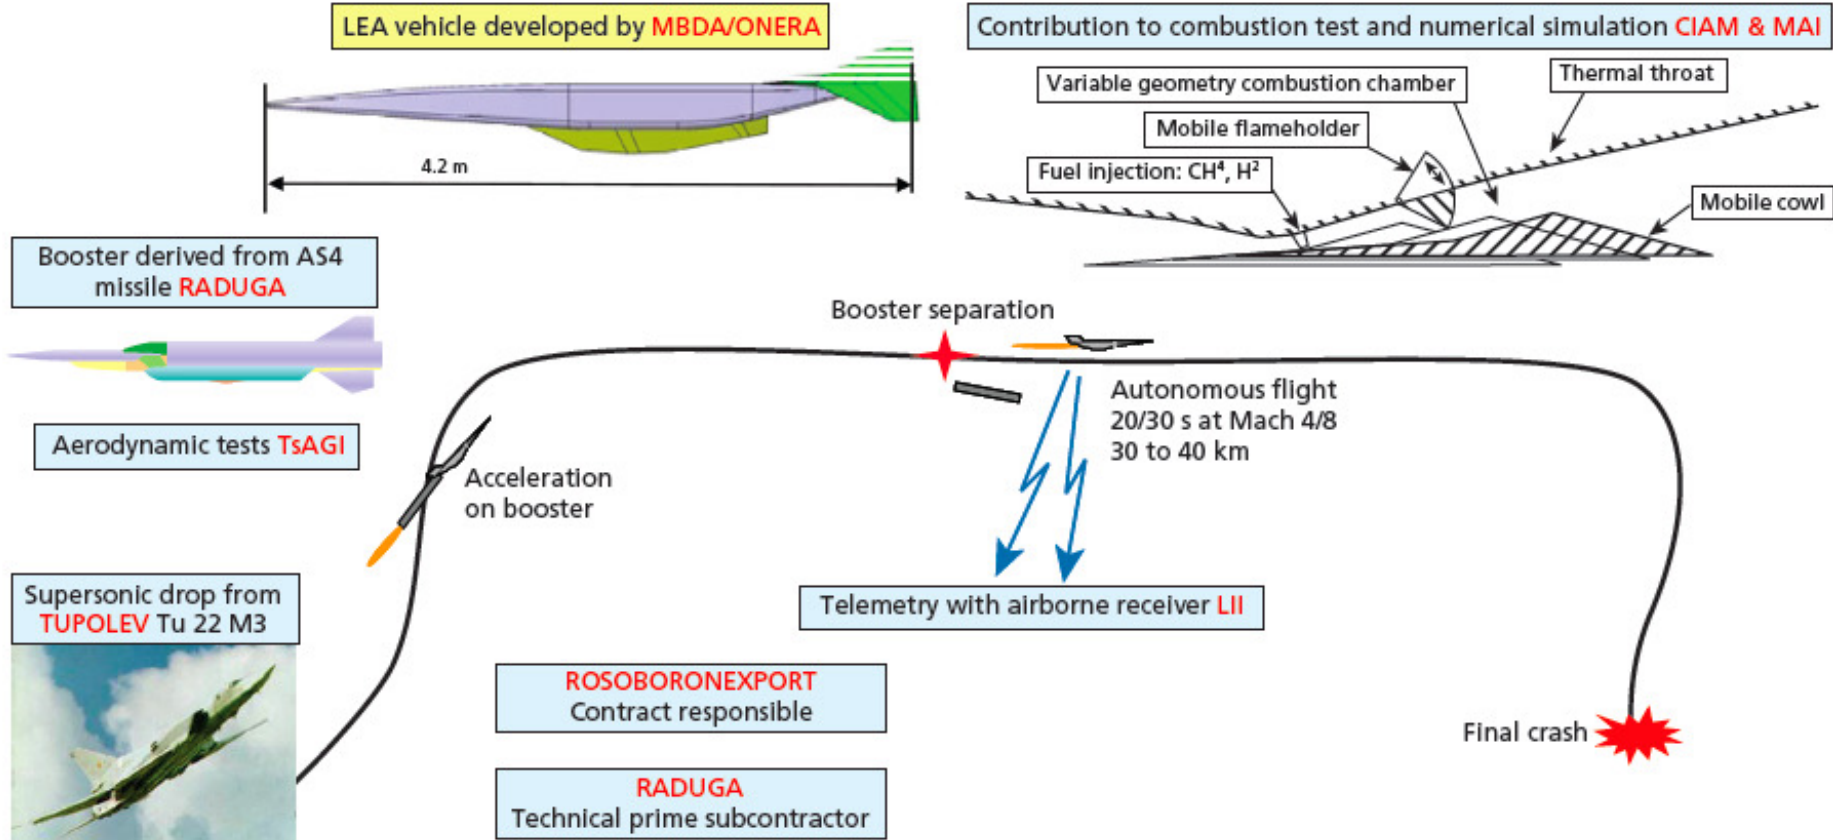 LEA vehicle developed by MBDA/ONERA
4.2 m
Contribution to combustion test and numerical simulation CIAM & MAI
Variable geometry combustion chamber
Thermal throat
Mobile flameholder
Fuel injection: CH⁴, H²
Mobile cowl
Booster derived from AS4
missile RADUGA
Aerodynamic tests TsAGI
Booster separation
Autonomous flight
20/30 s at Mach 4/8
30 to 40 km
Acceleration
on booster
Supersonic drop from
TUPOLEV Tu 22 M3
Telemetry with airborne receiver LII
ROSOBORONEXPORT
Contract responsible
RADUGA
Technical prime subcontractor
Final crash